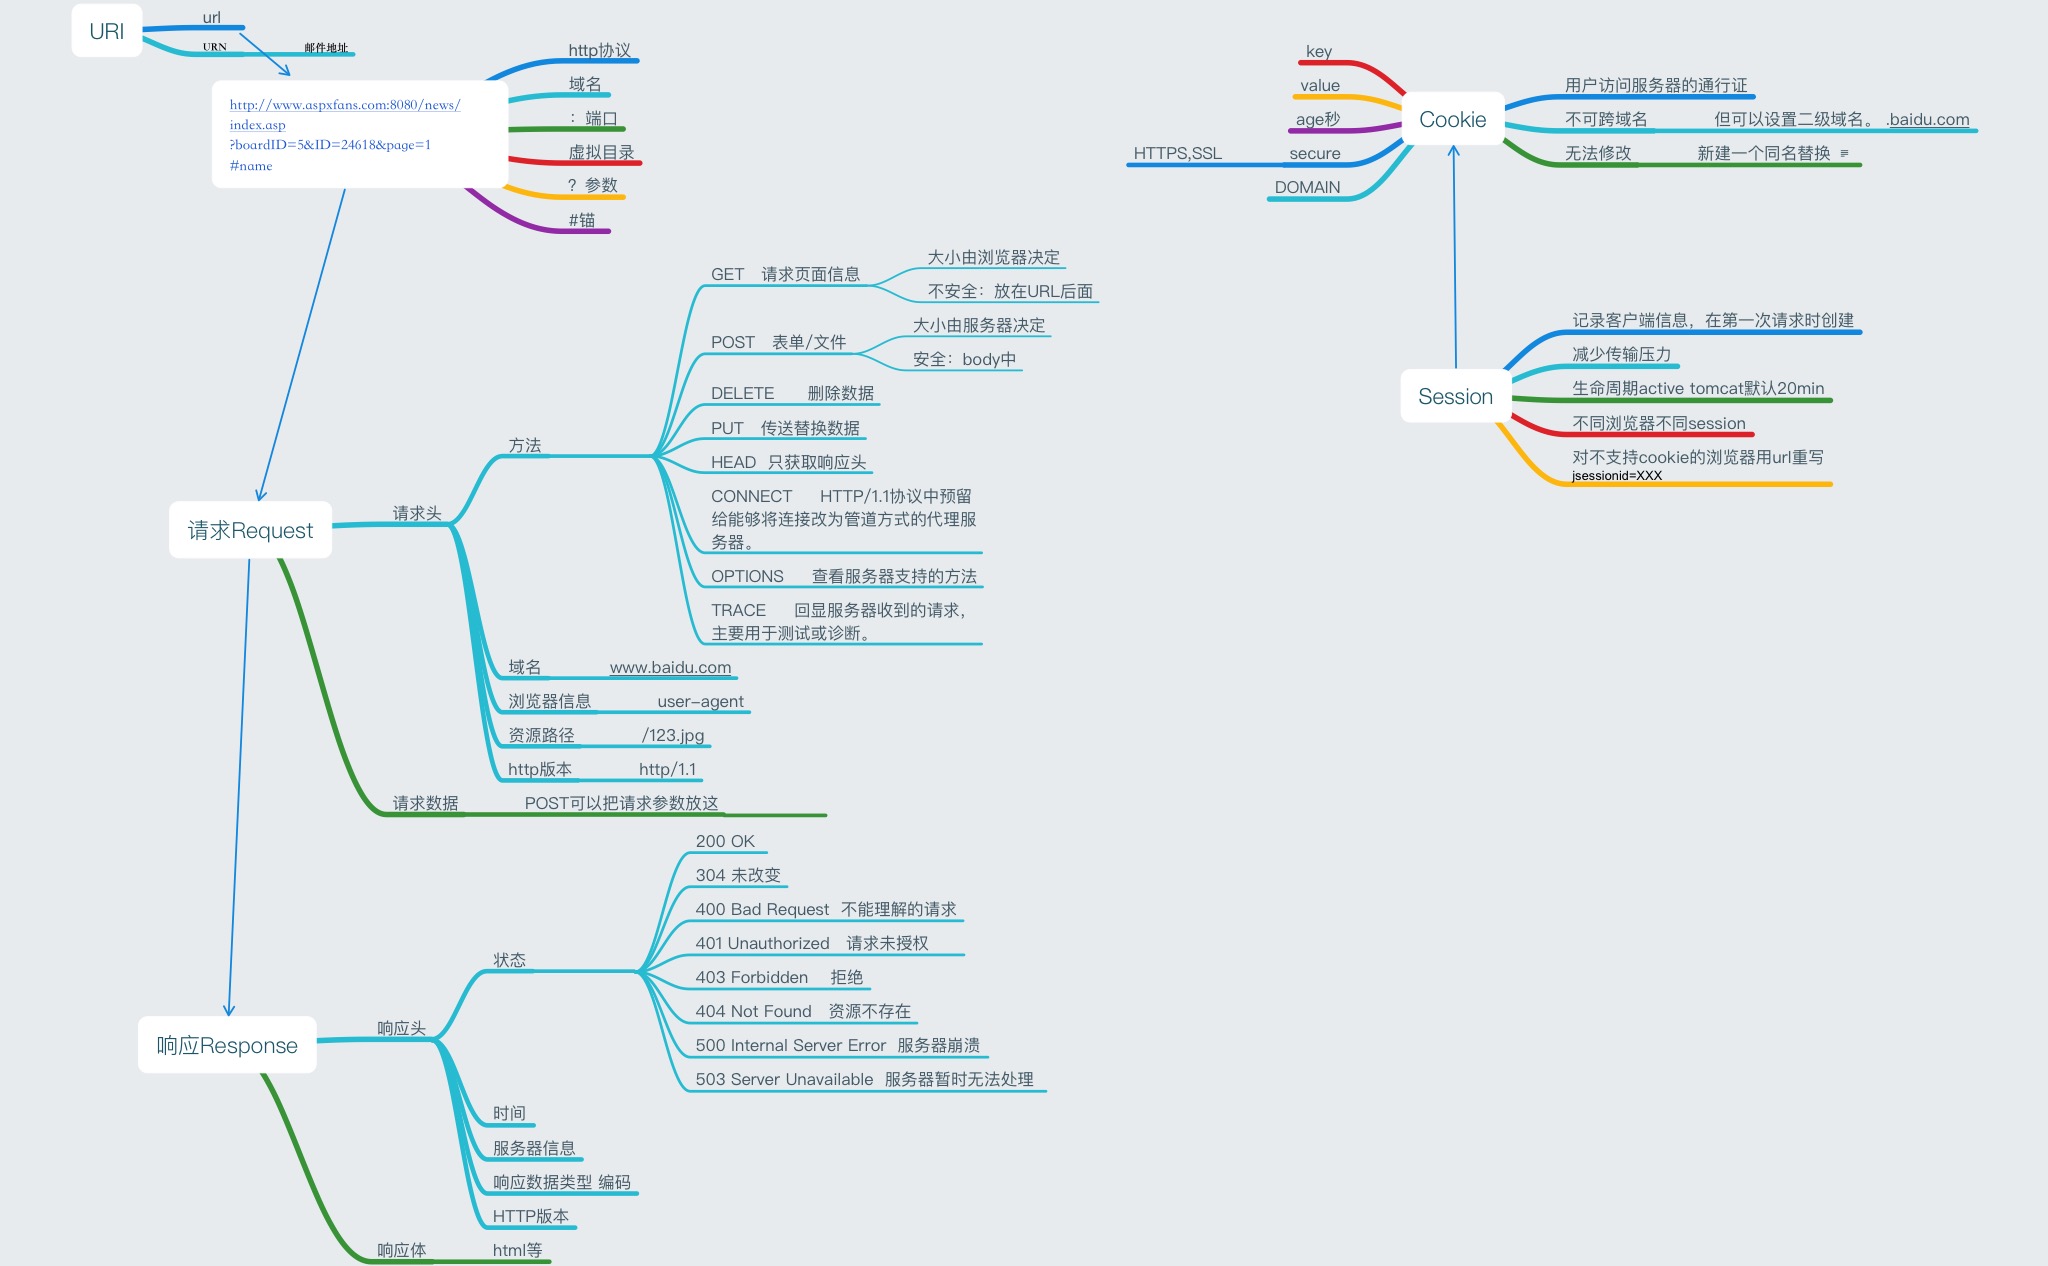 URI
url
URN
邮件地址
http://www.aspxfans.com:8080/news/
index.asp
?boardID=5&ID=24618&page=1
#name
http协议
域名
：端口
虚拟目录
？参数
#锚
请求Request
请求头
方法
GET 请求页面信息
大小由浏览器决定
不安全：放在URL后面
POST 表单/文件
大小由服务器决定
安全：body中
DELETE 删除数据
PUT 传送替换数据
HEAD 只获取响应头
CONNECT HTTP/1.1协议中预留
给能够将连接改为管道方式的代理服
务器。
OPTIONS 查看服务器支持的方法
TRACE 回显服务器收到的请求，
主要用于测试或诊断。
域名
www.baidu.com
浏览器信息
user-agent
资源路径
/123.jpg
http版本
http/1.1
请求数据
POST可以把请求参数放这
响应Response
响应头
状态
200 OK
304 未改变
400 Bad Request 不能理解的请求
401 Unauthorized 请求未授权
403 Forbidden 拒绝
404 Not Found 资源不存在
500 Internal Server Error 服务器崩溃
503 Server Unavailable 服务器暂时无法处理
时间
服务器信息
响应数据类型 编码
HTTP版本
响应体
html等
Cookie
key
value
age秒
secure
HTTPS,SSL
DOMAIN
用户访问服务器的通行证
不可跨域名
但可以设置二级域名。 .baidu.com
无法修改
新建一个同名替换
Session
记录客户端信息，在第一次请求时创建
减少传输压力
生命周期active tomcat默认20min
不同浏览器不同session
对不支持cookie的浏览器用url重写
jsessionid=XXX